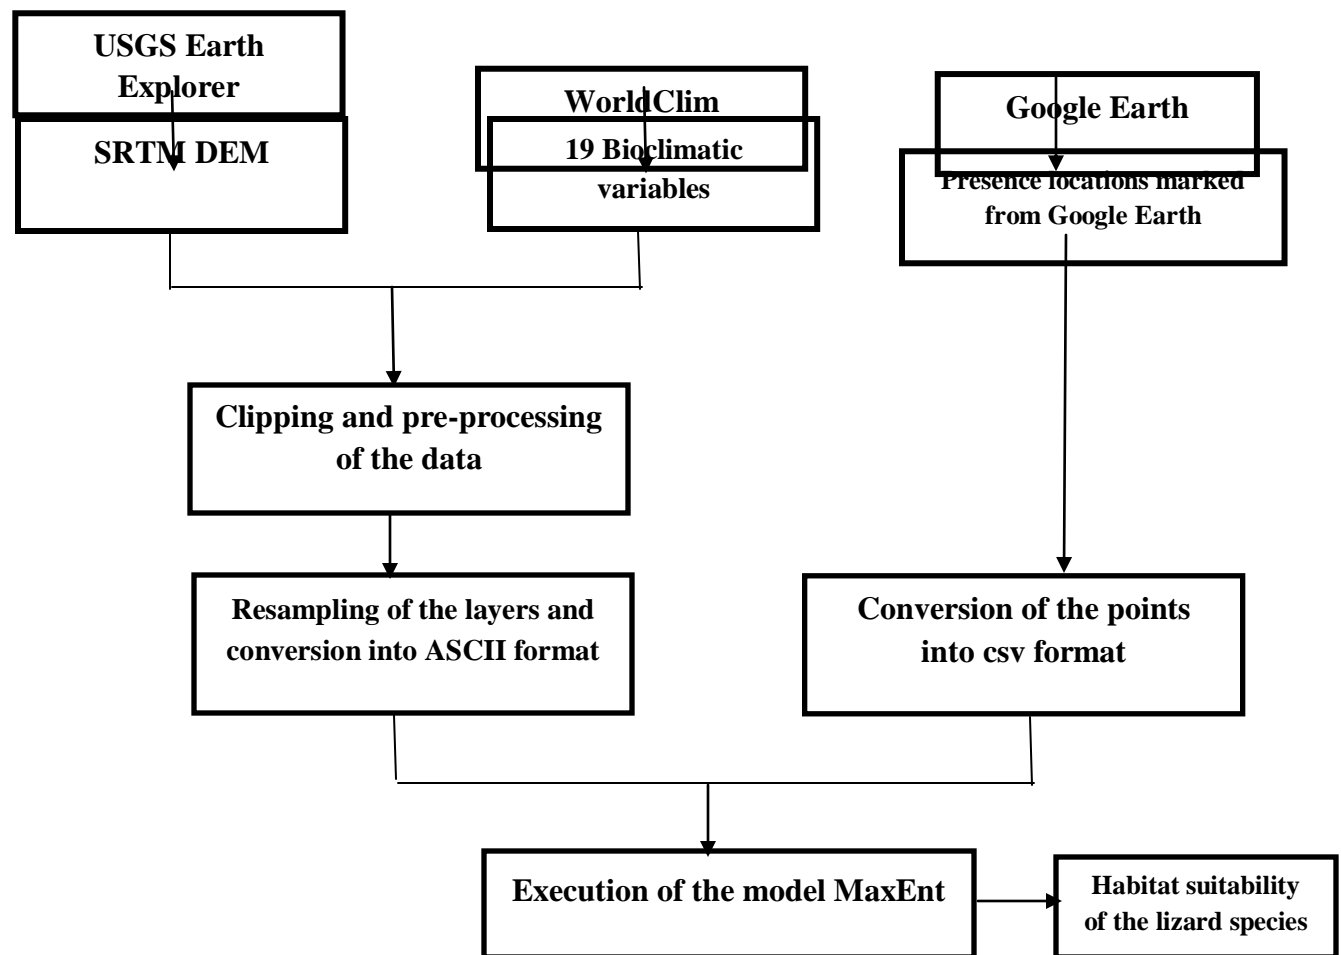 USGS Earth
Explorer
SRTM DEM
WorldClim
19 Bioclimatic
variables
Google Earth
Presence locations marked
from Google Earth
Clipping and pre-processing
of the data
Resampling of the layers and
conversion into ASCII format
Conversion of the points
into csv format
Execution of the model MaxEnt
Habitat suitability
of the lizard species